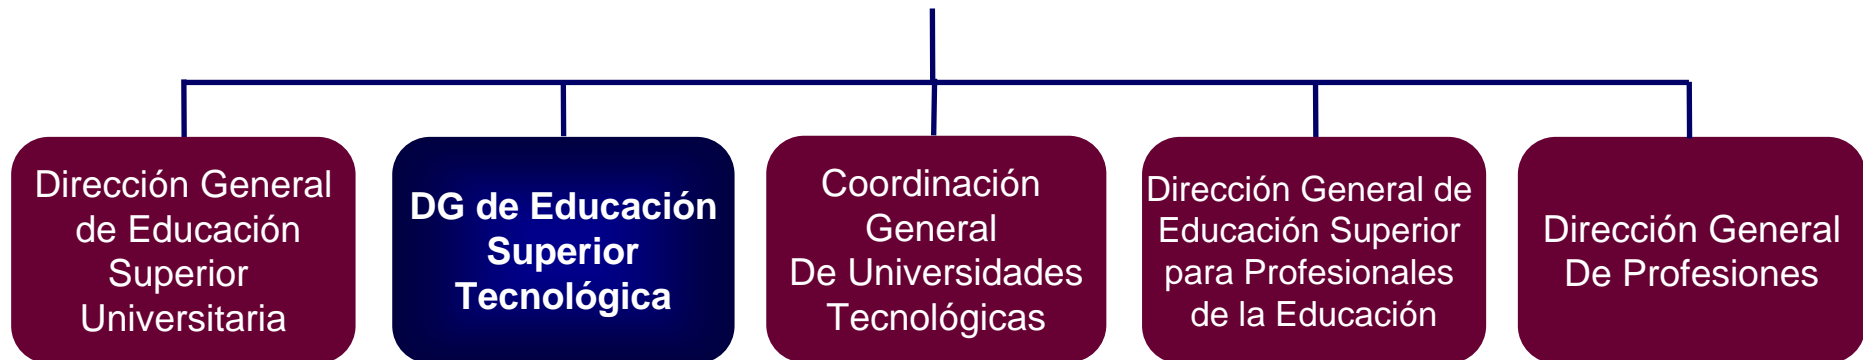 Dirección General
de Educación
Superior
Universitaria
DG de Educación
Superior
Tecnológica
Coordinación
General
De Universidades
Tecnológicas
Dirección General de
Educación Superior
para Profesionales
de la Educación
Dirección General
De Profesiones